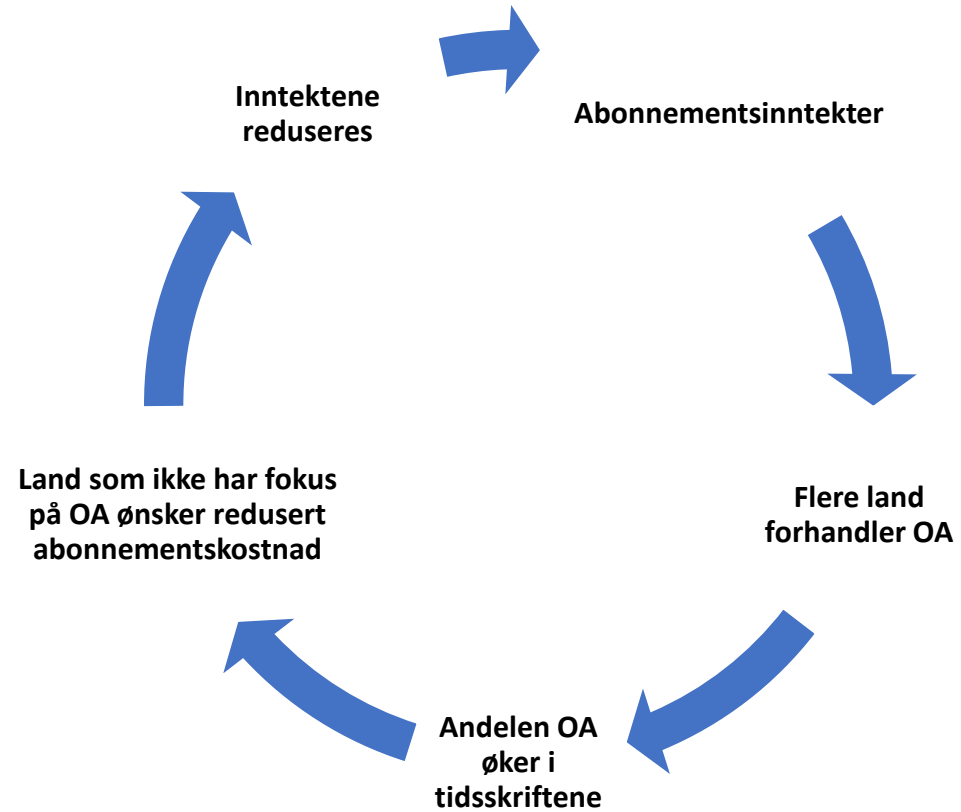 Inntektene
reduseres
Abonnementsinntekter
Flere land
forhandler OA
Andelen OA
øker i
tidsskriftene
Land som ikke har fokus
på OA ønsker redusert
abonnementskostnad